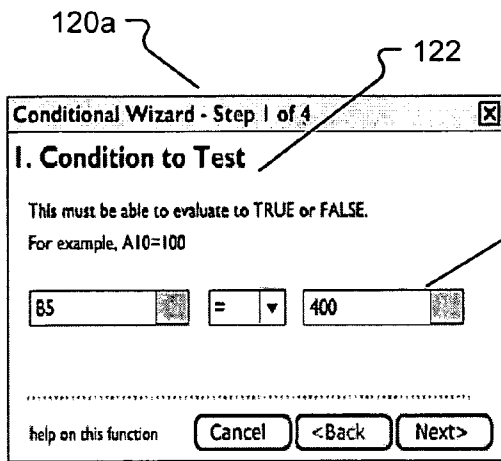 120a
122
Conditional Wizard - Step 1 of 4
1. Condition to Test
This must be able to evaluate to TRUE or FALSE.
For example, A10=100
B5 = 400
help on this function Cancel <Back Next>